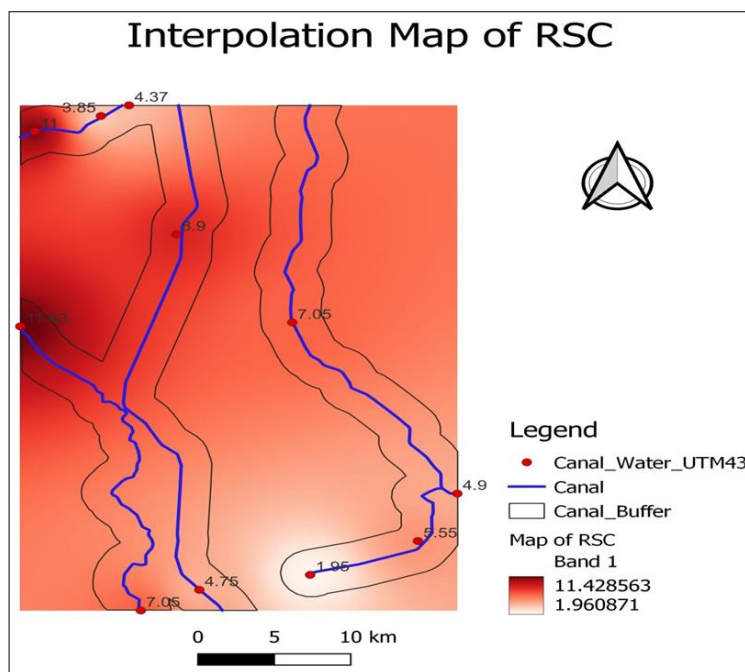 Interpolation Map of RSC
4.37
3.85
11
8.9
11.43
7.05
4.9
5.55
1.95
4.75
7.05
Legend
Canal_Water_UTM43
Canal
Canal_Buffer
Map of RSC
Band 1
11.428563
1.960871
0 5 10 km